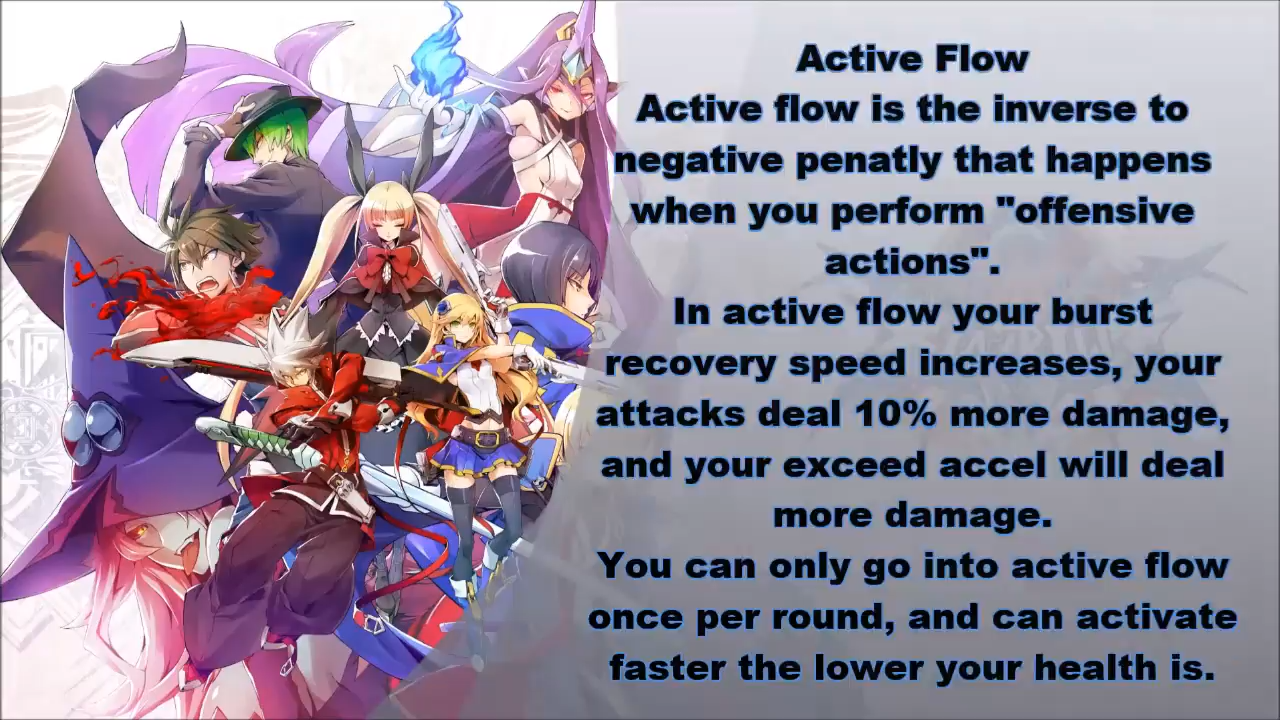 Active Flow
Active flow is the inverse to
negative penatly that happens
when you perform "offensive
actions".
In active flow your burst
recovery speed increases, your
attacks deal 10% more damage,
and your exceed accel will deal
more damage.
You can only go into active flow
once per round, and can activate
faster the lower your health is.